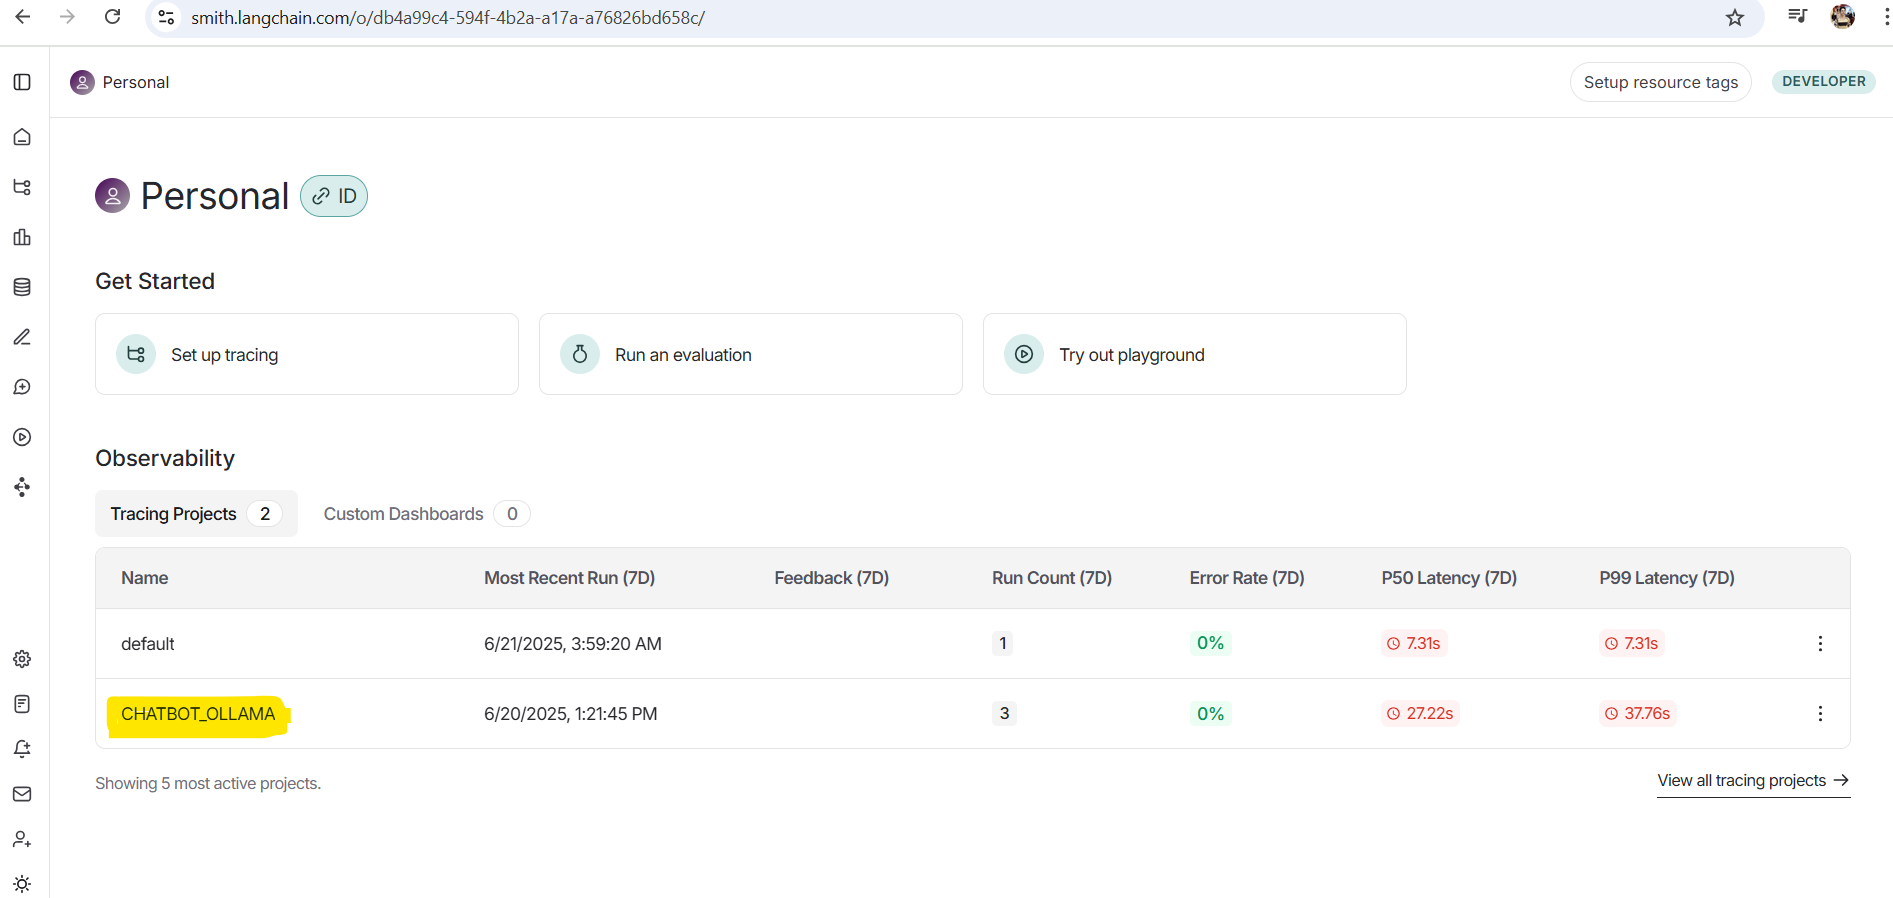 smith.langchain.com/o/db4a99c4-594f-4b2a-a17a-a76826bd658c/
Personal
Setup resource tags
DEVELOPER
Personal
ID
Get Started
Set up tracing
Run an evaluation
Try out playground
Observability
Tracing Projects 2
Custom Dashboards 0
Name Most Recent Run (7D) Feedback (7D) Run Count (7D) Error Rate (7D) P50 Latency (7D) P99 Latency (7D)
default 6/21/2025, 3:59:20 AM 1 0% 7.31s 7.31s
CHATBOT_OLLAMA 6/20/2025, 1:21:45 PM 3 0% 27.22s 37.76s
Showing 5 most active projects.
View all tracing projects